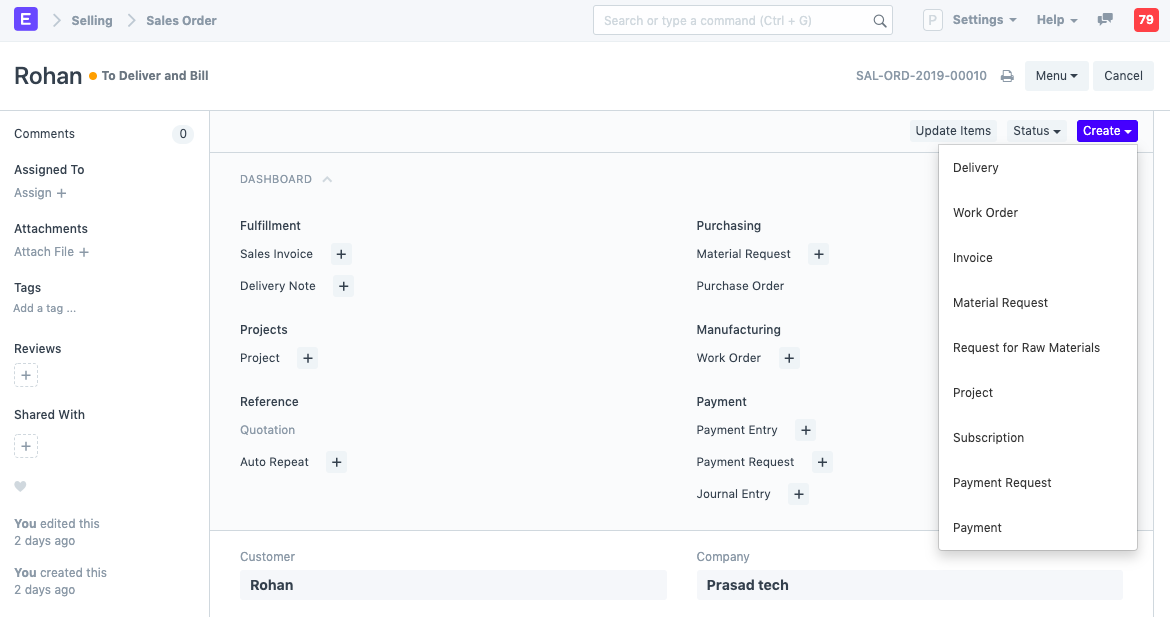 E Selling Sales Order Search or type a command (Ctrl + G) P Settings Help 79
Rohan To Deliver and Bill SAL-ORD-2019-00010 Menu Cancel
Comments 0
Assigned To
Assign +
Attachments
Attach File +
Tags
Add a tag ...
Reviews
+
Shared With
+
You edited this
2 days ago
You created this
2 days ago
Update Items Status Create
DASHBOARD
Fulfillment
Sales Invoice +
Delivery Note +
Projects
Project +
Reference
Quotation
Auto Repeat +
Purchasing
Material Request +
Purchase Order
Manufacturing
Work Order +
Payment
Payment Entry +
Payment Request +
Journal Entry +
Delivery
Work Order
Invoice
Material Request
Request for Raw Materials
Project
Subscription
Payment Request
Payment
Customer
Rohan
Company
Prasad tech